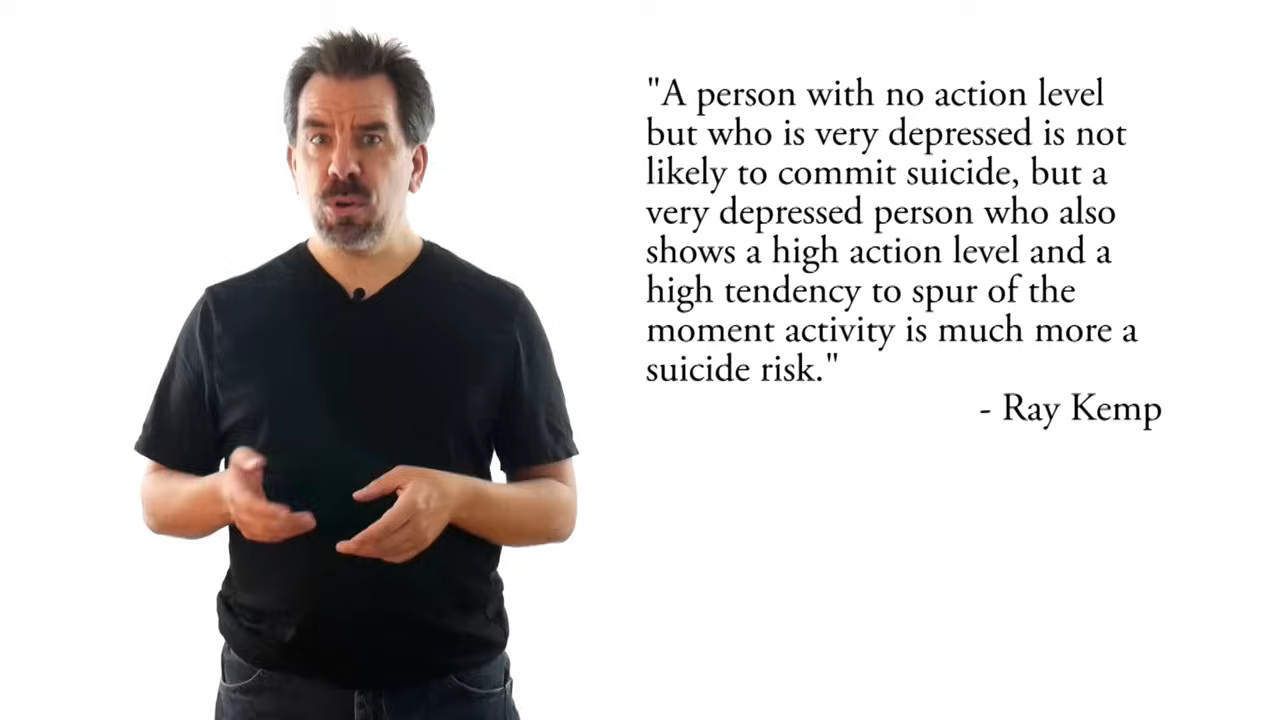 "A person with no action level
but who is very depressed is not
likely to commit suicide, but a
very depressed person who also
shows a high action level and a
high tendency to spur of the
moment activity is much more a
suicide risk."
- Ray Kemp